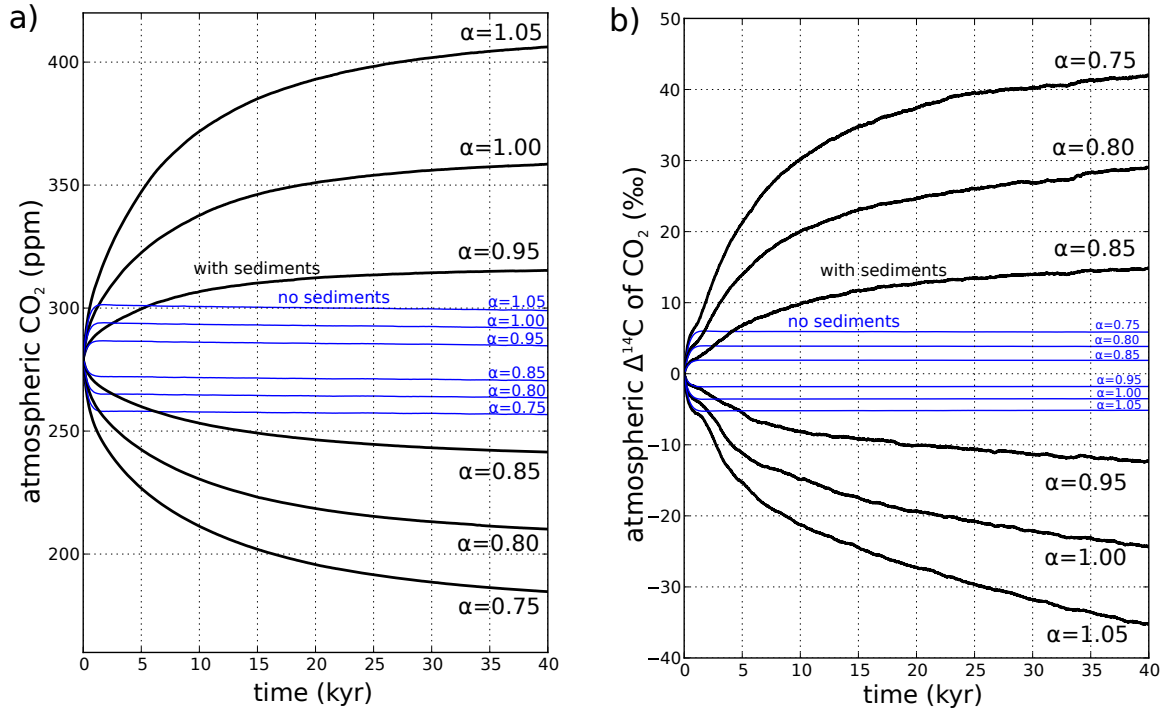 a)
atmospheric CO₂ (ppm)
400
350
300
250
200
α=1.05
α=1.00
α=0.95
with sediments
no sediments
α=1.05
α=1.00
α=0.95
α=0.85
α=0.80
α=0.75
α=0.85
α=0.80
α=0.75
0 5 10 15 20 25 30 35 40
time (kyr)
b)
atmospheric Δ¹⁴C of CO₂ (‰)
50
40
30
20
10
0
−10
−20
−30
−40
α=0.75
α=0.80
α=0.85
with sediments
no sediments
α=0.75
α=0.80
α=0.85
α=0.95
α=1.00
α=1.05
α=0.95
α=1.00
α=1.05
0 5 10 15 20 25 30 35 40
time (kyr)